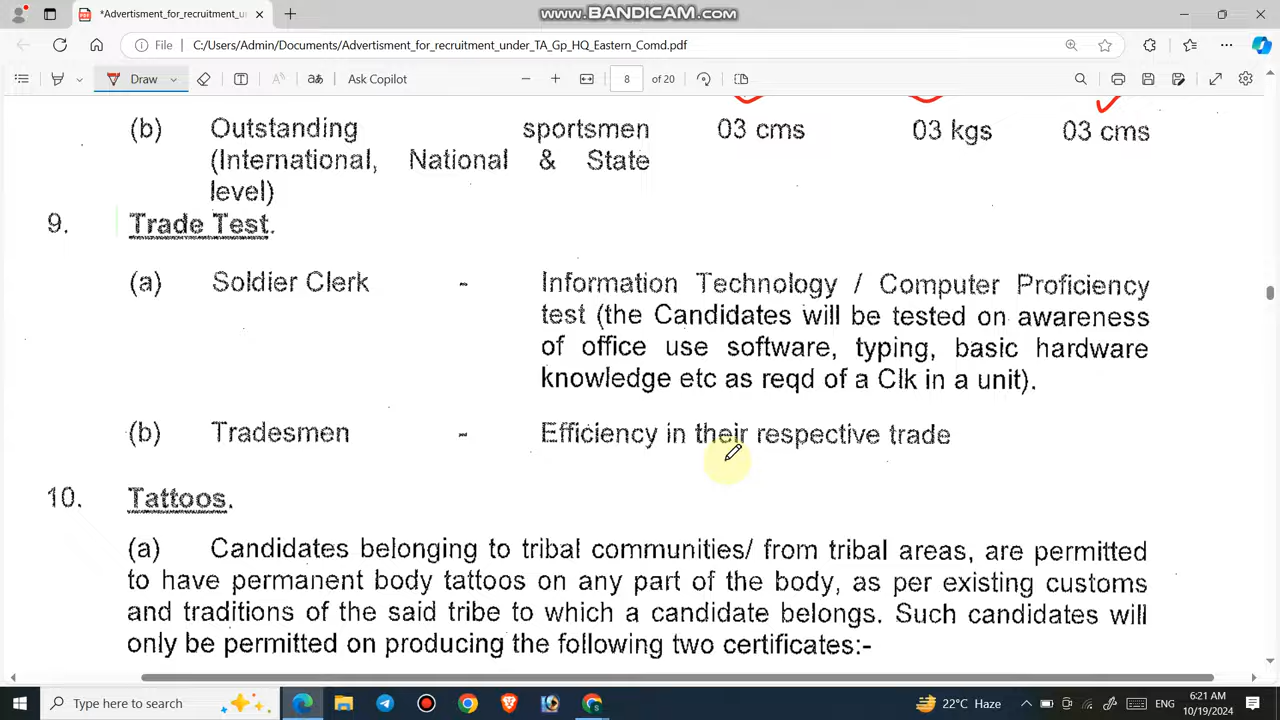 *Advertisment_for_recruitment_u
www.BANDICAM.com
File
C:/Users/Admin/Documents/Advertisment_for_recruitment_under_TA_Gp_HQ_Eastern_Comd.pdf
Draw
Ask Copilot
8 of 20
(b) Outstanding sportsmen 03 cms 03 kgs 03 cms
(International, National & State
level)
9. Trade Test.
(a) Soldier Clerk - Information Technology / Computer Proficiency
test (the Candidates will be tested on awareness
of office use software, typing, basic hardware
knowledge etc as reqd of a Clk in a unit).
(b) Tradesmen - Efficiency in their respective trade
10. Tattoos.
(a) Candidates belonging to tribal communities/ from tribal areas, are permitted
to have permanent body tattoos on any part of the body, as per existing customs
and traditions of the said tribe to which a candidate belongs. Such candidates will
only be permitted on producing the following two certificates:-
Type here to search
22°C Haze
6:21 AM
10/19/2024